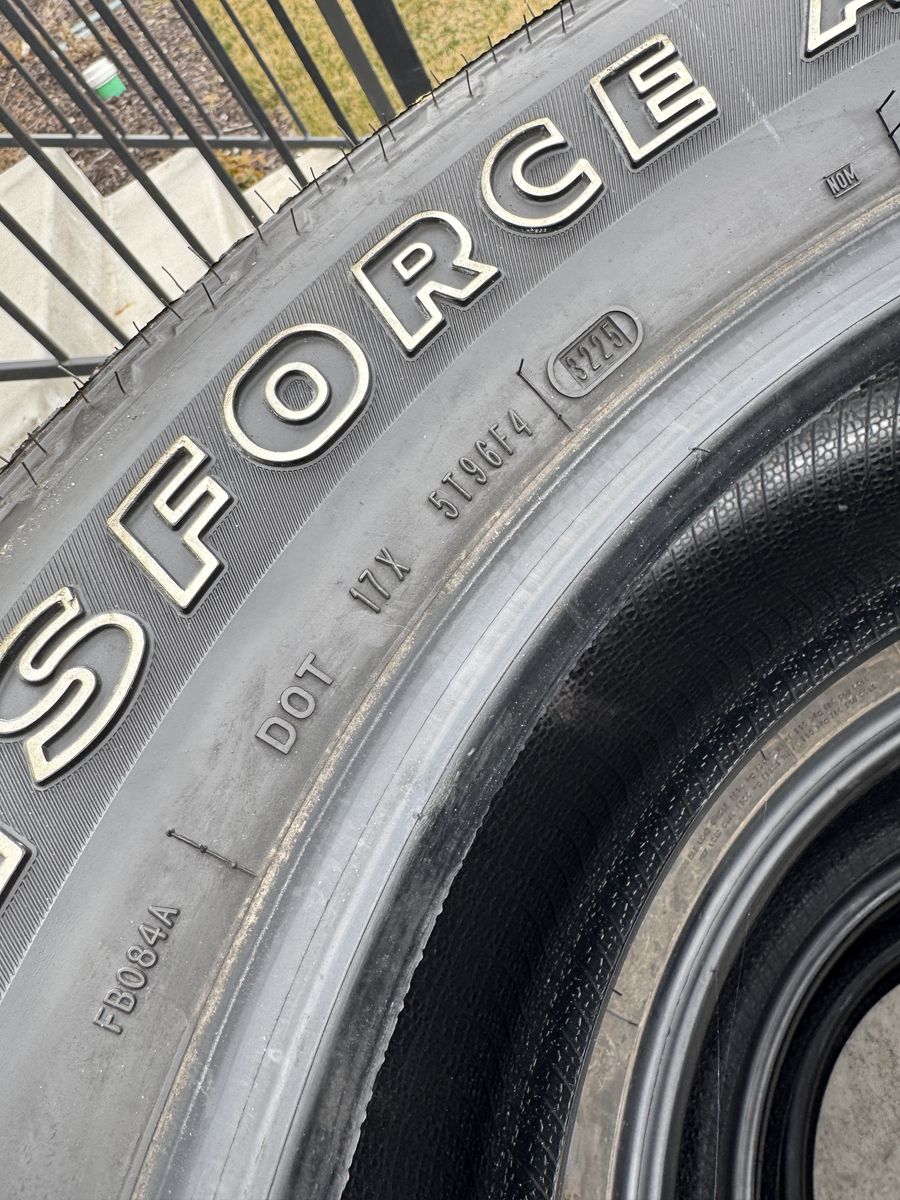 SFORCE A
NOM
DOT 17X 5T96F4 3225
FB084A